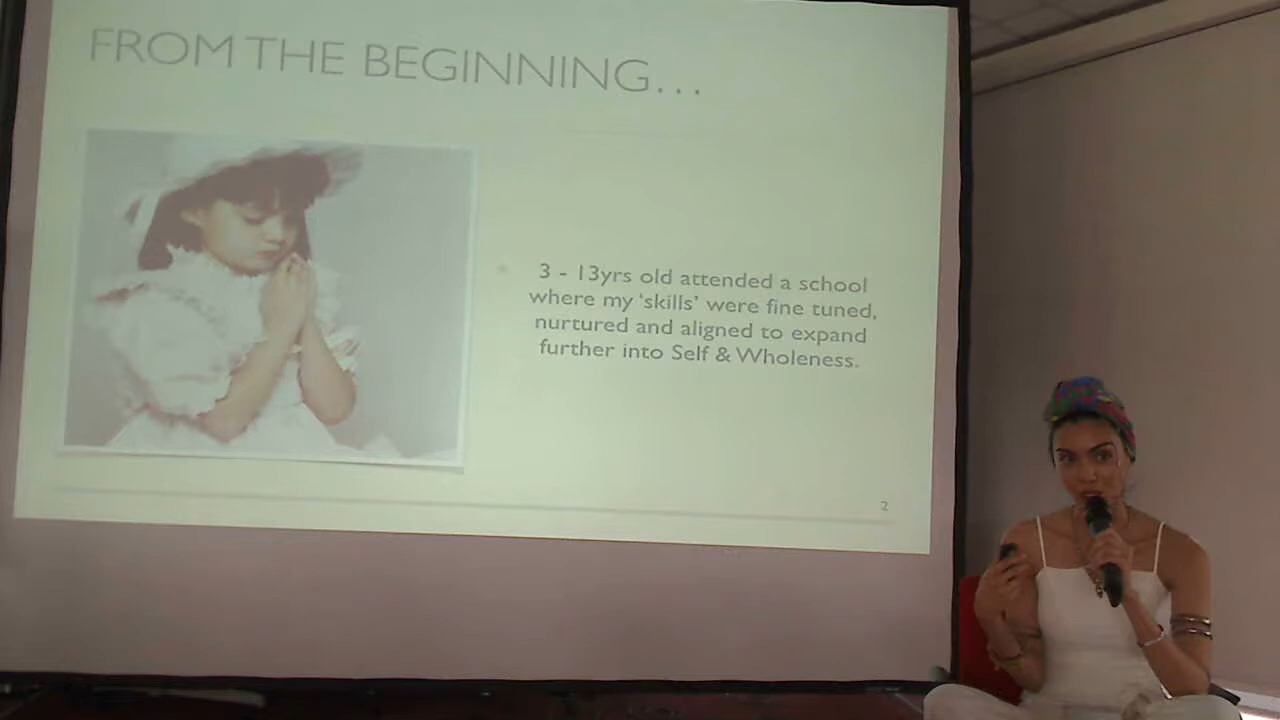 FROM THE BEGINNING...
3 - 13yrs old attended a school
where my ‘skills’ were fine tuned,
nurtured and aligned to expand
further into Self & Wholeness.
2